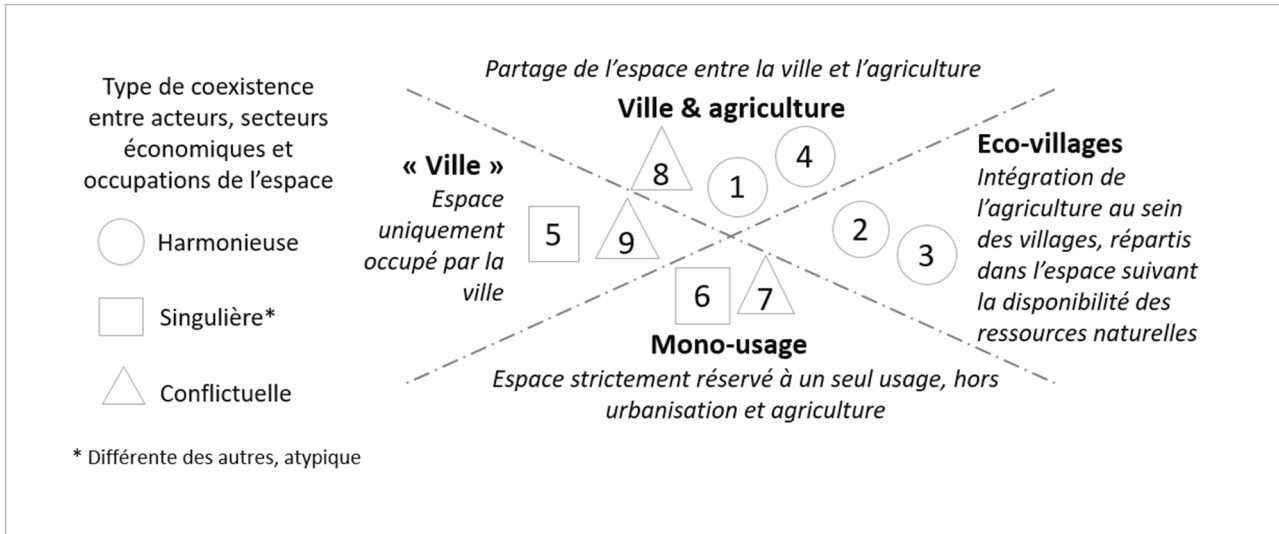 Type de coexistence
entre acteurs, secteurs
économiques et
occupations de l’espace
Harmonieuse
Singulière*
Conflictuelle
* Différente des autres, atypique
Partage de l’espace entre la ville et l’agriculture
Ville & agriculture
8
1
4
« Ville »
Espace
uniquement
occupé par la
ville
5
9
6
7
Mono-usage
Espace strictement réservé à un seul usage, hors
urbanisation et agriculture
2
3
Eco-villages
Intégration de
l’agriculture au sein
des villages, répartis
dans l’espace suivant
la disponibilité des
ressources naturelles